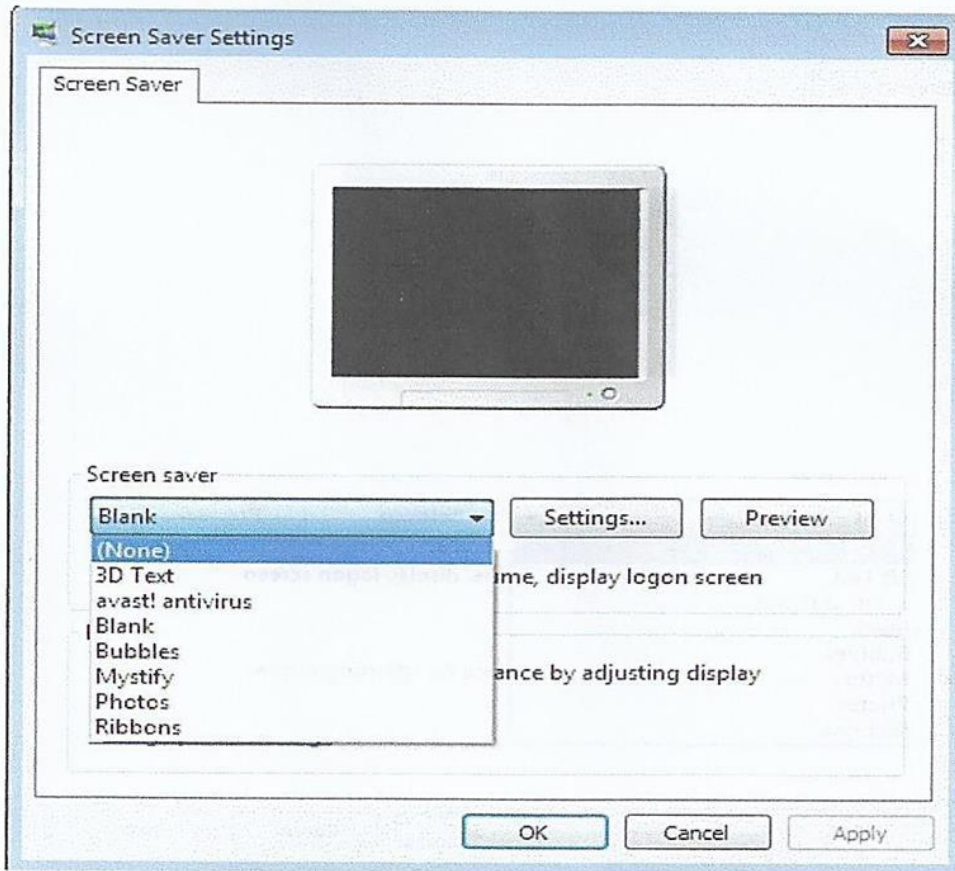 Screen Saver Settings
Screen Saver
Screen saver
Blank
Settings...
Preview
(None)
3D Text
ime, display logon screen
avast! antivirus
Blank
Bubbles
Mystify
ance by adjusting display
Photos
Ribbons
OK
Cancel
Apply